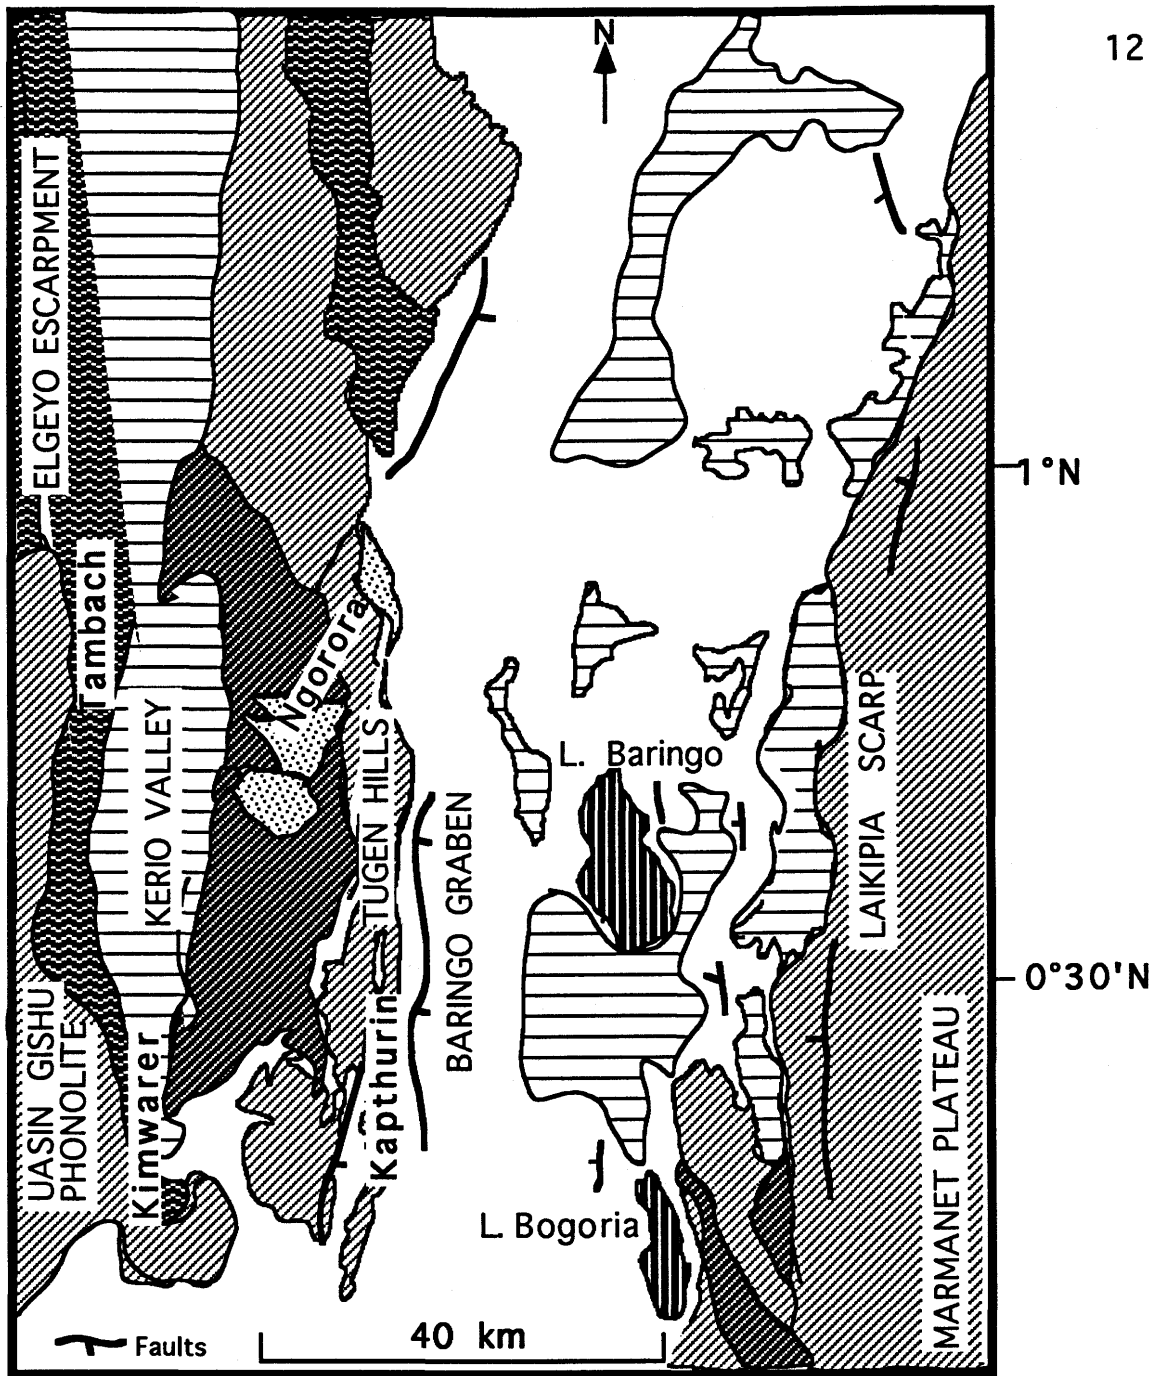 12
N
ELGEYO ESCARPMENT
1°N
Tambach
Ngorora
KERIO VALLEY
TUGEN HILLS
L. Baringo
BARINGO GRABEN
LAIKIPIA SCARP
0°30'N
UASIN GISHU
PHONOLITE
Kimwarer
Kapthurin
MARMANET PLATEAU
L. Bogoria
Faults
40 km